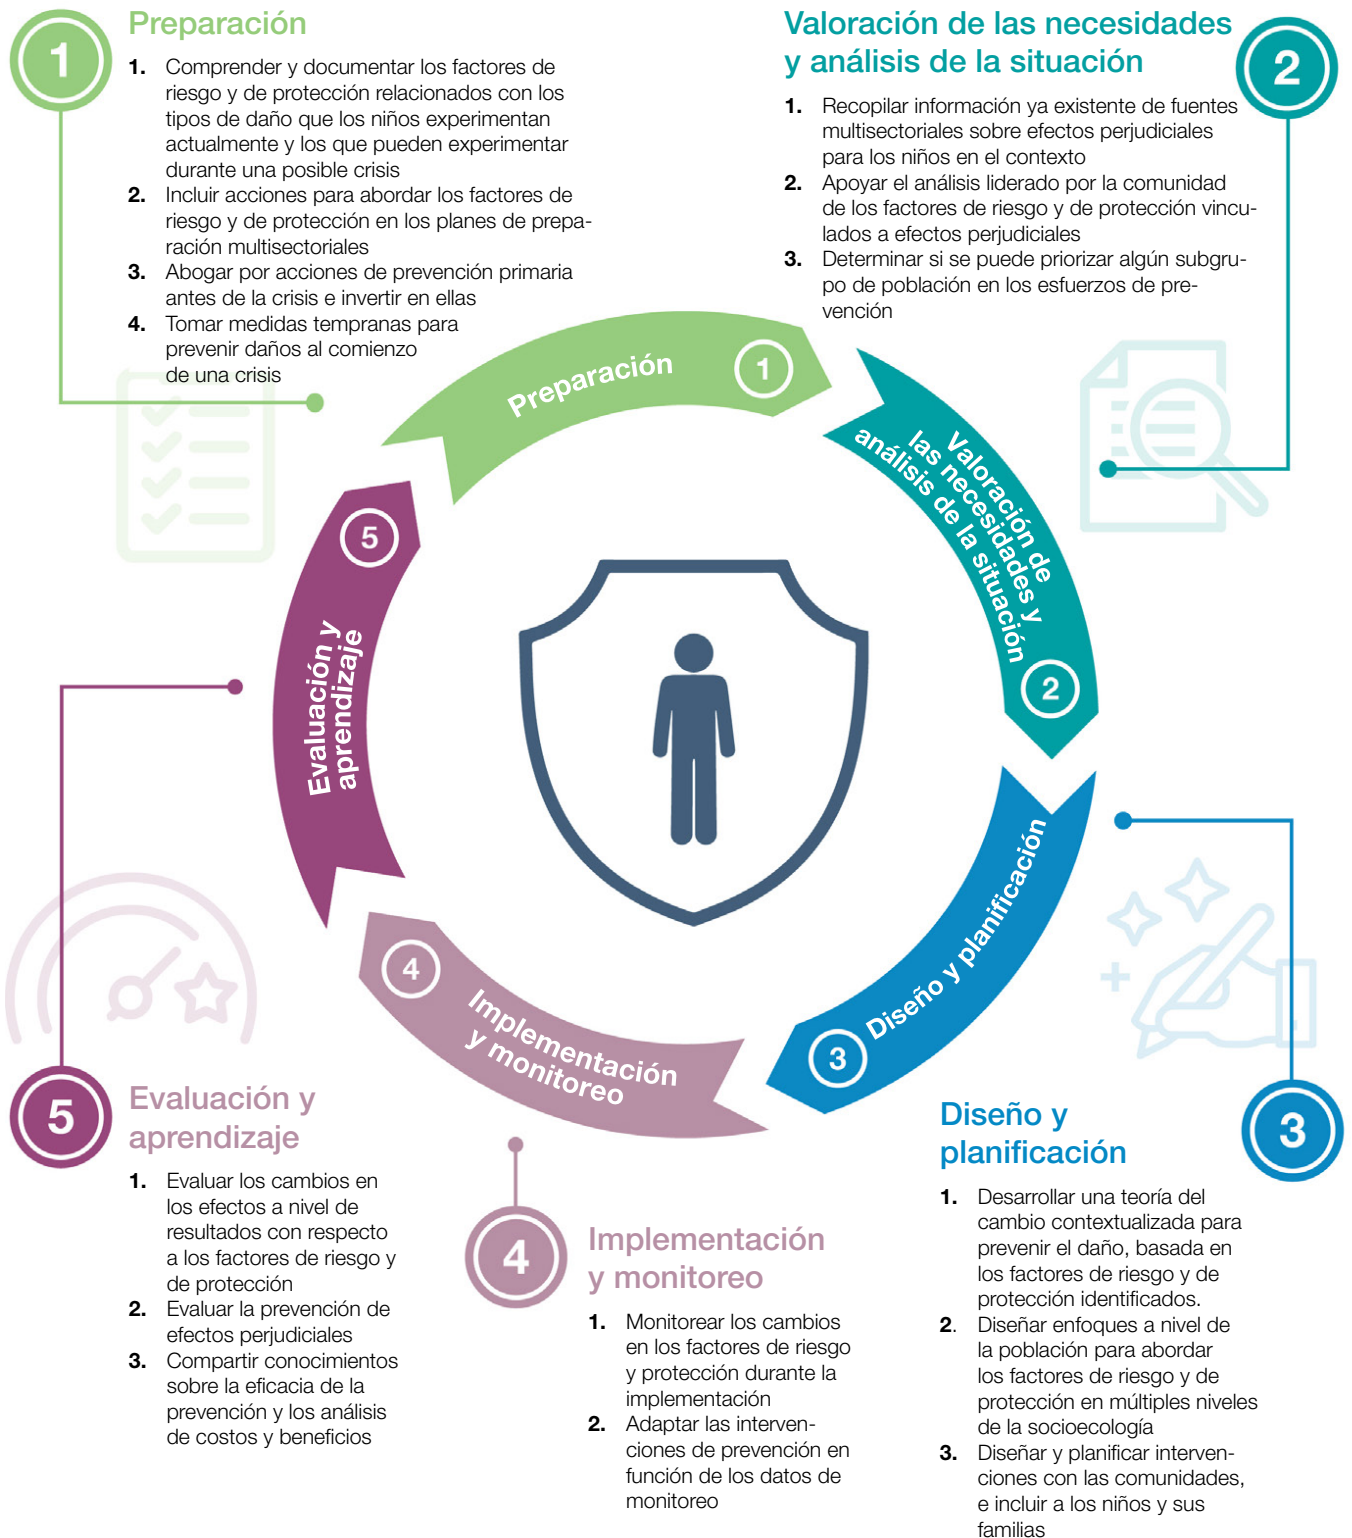 1
Preparación
1. Comprender y documentar los factores de
riesgo y de protección relacionados con los
tipos de daño que los niños experimentan
actualmente y los que pueden experimentar
durante una posible crisis
2. Incluir acciones para abordar los factores de
riesgo y de protección en los planes de prepa-
ración multisectoriales
3. Abogar por acciones de prevención primaria
antes de la crisis e invertir en ellas
4. Tomar medidas tempranas para
prevenir daños al comienzo
de una crisis
Valoración de las necesidades
y análisis de la situación
2
1. Recopilar información ya existente de fuentes
multisectoriales sobre efectos perjudiciales
para los niños en el contexto
2. Apoyar el análisis liderado por la comunidad
de los factores de riesgo y de protección vincu-
lados a efectos perjudiciales
3. Determinar si se puede priorizar algún subgru-
po de población en los esfuerzos de pre-
vención
Preparación
1
Valoración de
las necesidades y
análisis de la situación
2
Diseño y planificación
3
Implementación
y monitoreo
4
Evaluación y
aprendizaje
5
5
Evaluación y
aprendizaje
1. Evaluar los cambios en
los efectos a nivel de
resultados con respecto
a los factores de riesgo y
de protección
2. Evaluar la prevención de
efectos perjudiciales
3. Compartir conocimientos
sobre la eficacia de la
prevención y los análisis
de costos y beneficios
4
Implementación
y monitoreo
1. Monitorear los cambios
en los factores de riesgo
y protección durante la
implementación
2. Adaptar las interven-
ciones de prevención en
función de los datos de
monitoreo
Diseño y
planificación
3
1. Desarrollar una teoría del
cambio contextualizada para
prevenir el daño, basada en
los factores de riesgo y de
protección identificados.
2. Diseñar enfoques a nivel de
la población para abordar
los factores de riesgo y de
protección en múltiples niveles
de la socioecología
3. Diseñar y planificar interven-
ciones con las comunidades,
e incluir a los niños y sus
familias